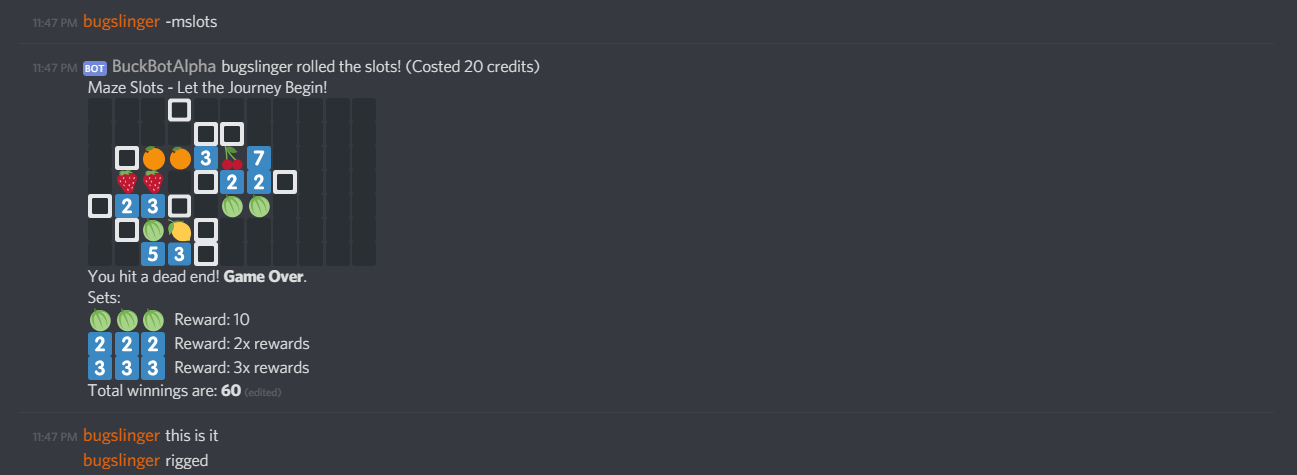 11:47 PM bugslinger -mslots
11:47 PM BOT BuckBotAlpha bugslinger rolled the slots! (Costed 20 credits)
Maze Slots - Let the Journey Begin!
3 7
2 2
2 3
5 3
You hit a dead end! Game Over.
Sets:
Reward: 10
2 2 2 Reward: 2x rewards
3 3 3 Reward: 3x rewards
Total winnings are: 60 (edited)
11:47 PM bugslinger this is it
bugslinger rigged